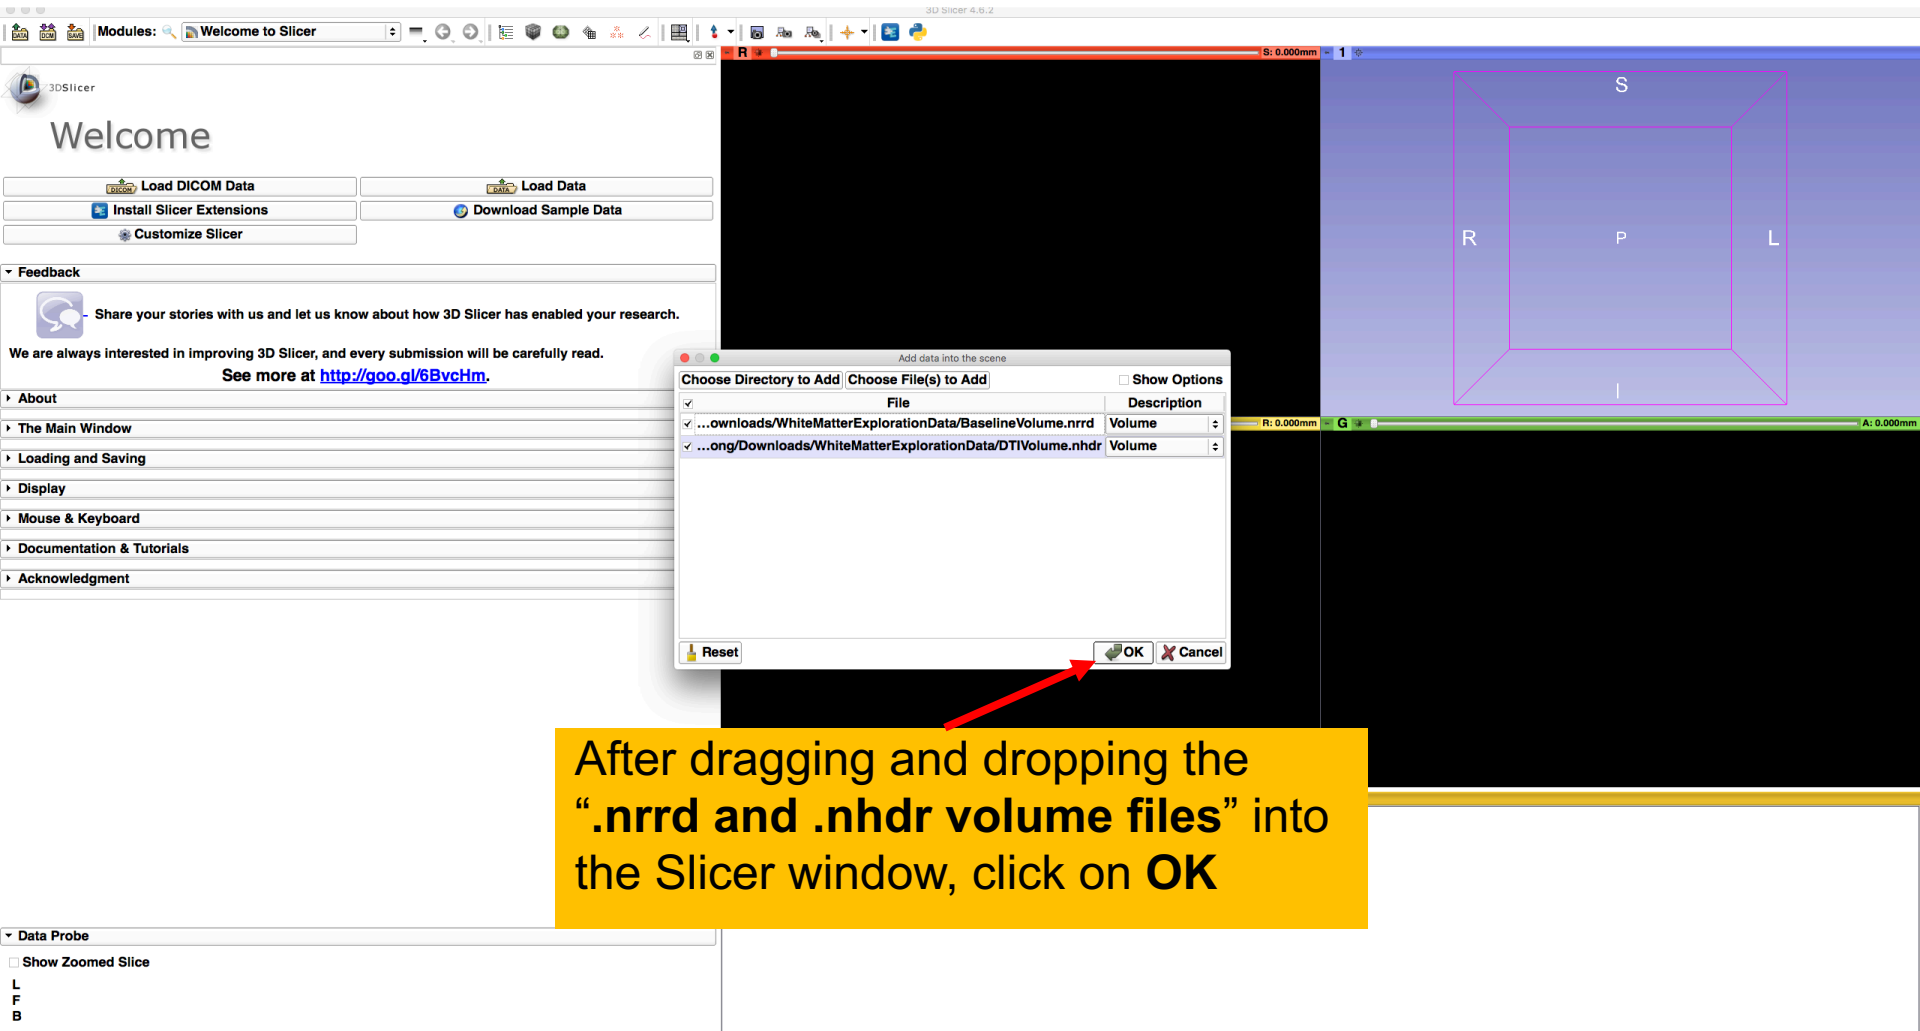 3D Slicer 4.6.2
DATA DCM SAVE Modules: Welcome to Slicer
R S: 0.000mm 1
3DSlicer
Welcome
DICOM Load DICOM Data
DATA Load Data
Install Slicer Extensions
Download Sample Data
Customize Slicer
Feedback
Share your stories with us and let us know about how 3D Slicer has enabled your research.
We are always interested in improving 3D Slicer, and every submission will be carefully read.
See more at http://goo.gl/6BvcHm.
About
The Main Window
Loading and Saving
Display
Mouse & Keyboard
Documentation & Tutorials
Acknowledgment
S
R P L
I
Add data into the scene
Choose Directory to Add Choose File(s) to Add Show Options
File Description
...ownloads/WhiteMatterExplorationData/BaselineVolume.nrrd Volume
...ong/Downloads/WhiteMatterExplorationData/DTIVolume.nhdr Volume
Reset OK Cancel
R: 0.000mm G A: 0.000mm
After dragging and dropping the
“.nrrd and .nhdr volume files” into
the Slicer window, click on OK
Data Probe
Show Zoomed Slice
L
F
B